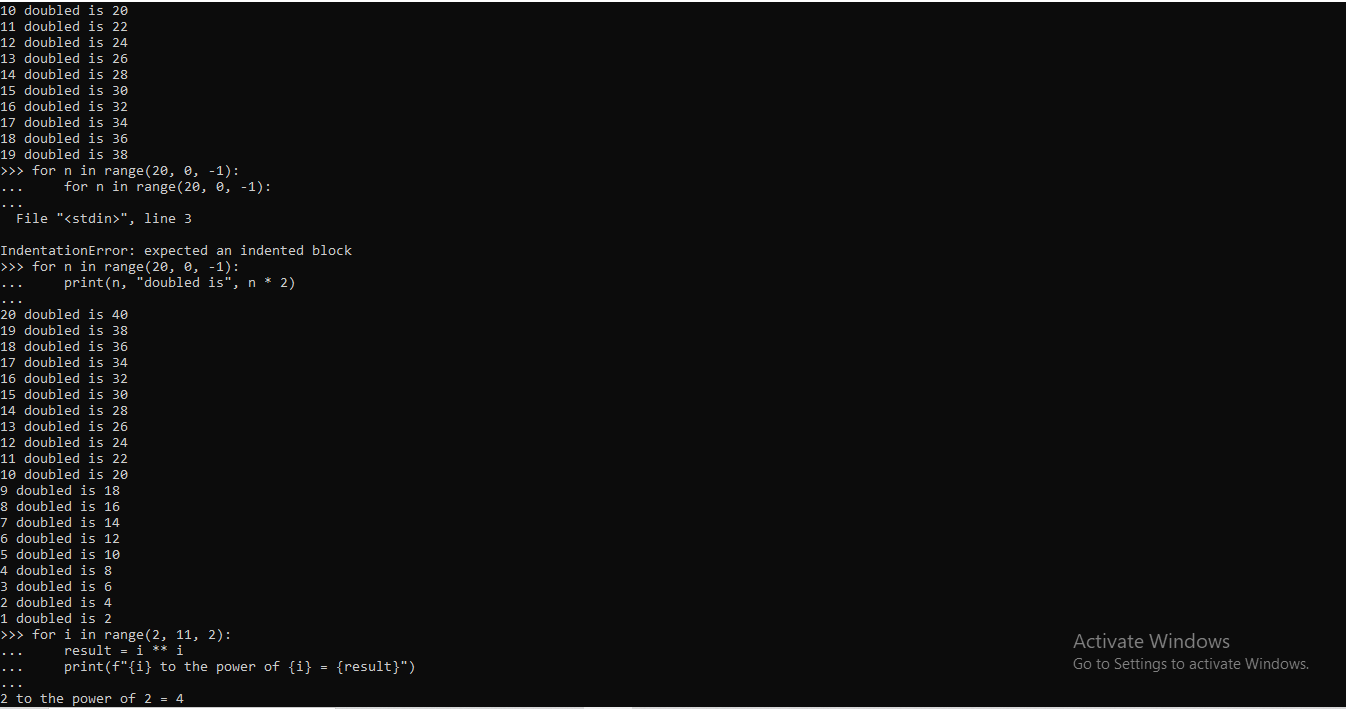 10 doubled is 20
11 doubled is 22
12 doubled is 24
13 doubled is 26
14 doubled is 28
15 doubled is 30
16 doubled is 32
17 doubled is 34
18 doubled is 36
19 doubled is 38
>>> for n in range(20, 0, -1):
...     for n in range(20, 0, -1):
...
  File "<stdin>", line 3

IndentationError: expected an indented block
>>> for n in range(20, 0, -1):
...     print(n, "doubled is", n * 2)
...
20 doubled is 40
19 doubled is 38
18 doubled is 36
17 doubled is 34
16 doubled is 32
15 doubled is 30
14 doubled is 28
13 doubled is 26
12 doubled is 24
11 doubled is 22
10 doubled is 20
9 doubled is 18
8 doubled is 16
7 doubled is 14
6 doubled is 12
5 doubled is 10
4 doubled is 8
3 doubled is 6
2 doubled is 4
1 doubled is 2
>>> for i in range(2, 11, 2):
...     result = i ** i
...     print(f"{i} to the power of {i} = {result}")
...
2 to the power of 2 = 4
Activate Windows
Go to Settings to activate Windows.